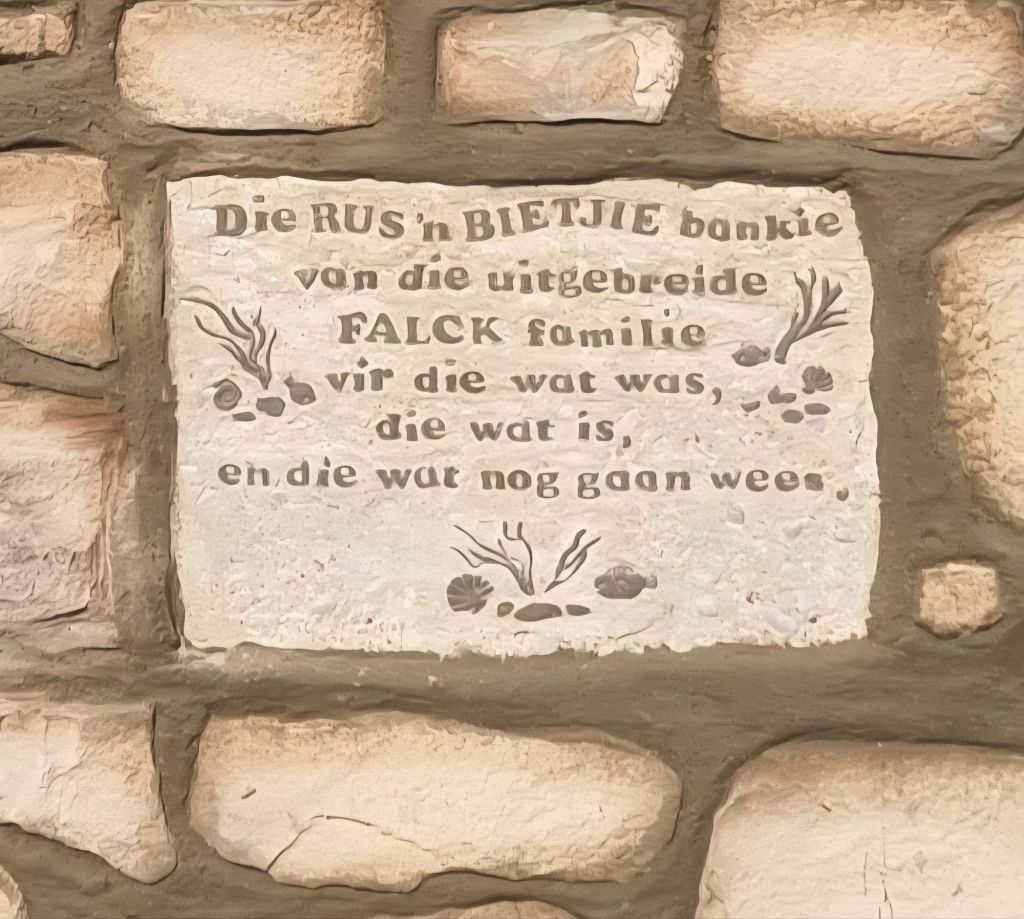 Die RUS 'n BIETJIE bankie
van die uitgebreide
FALCK familie
vir die wat was,
die wat is,
en die wat nog gaan wees.